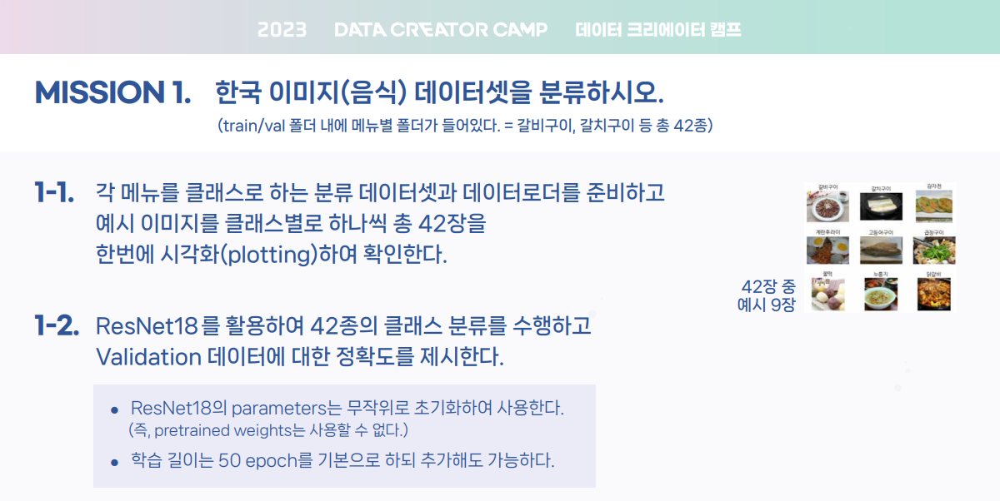 2023 DATA CREATOR CAMP 데이터 크리에이터 캠프
MISSION 1. 한국 이미지(음식) 데이터셋을 분류하시오.
(train/val 폴더 내에 메뉴별 폴더가 들어있다. = 갈비구이, 갈치구이 등 총 42종)
1-1. 각 메뉴를 클래스로 하는 분류 데이터셋과 데이터로더를 준비하고
예시 이미지를 클래스별로 하나씩 총 42장을
한번에 시각화(plotting)하여 확인한다.
갈비구이 갈치구이 감자전
계란후라이 고등어구이 곱창구이
꿀떡 누룽지 닭갈비
42장 중
예시 9장
1-2. ResNet18를 활용하여 42종의 클래스 분류를 수행하고
Validation 데이터에 대한 정확도를 제시한다.
• ResNet18의 parameters는 무작위로 초기화하여 사용한다.
(즉, pretrained weights는 사용할 수 없다.)
• 학습 길이는 50 epoch를 기본으로 하되 추가해도 가능하다.